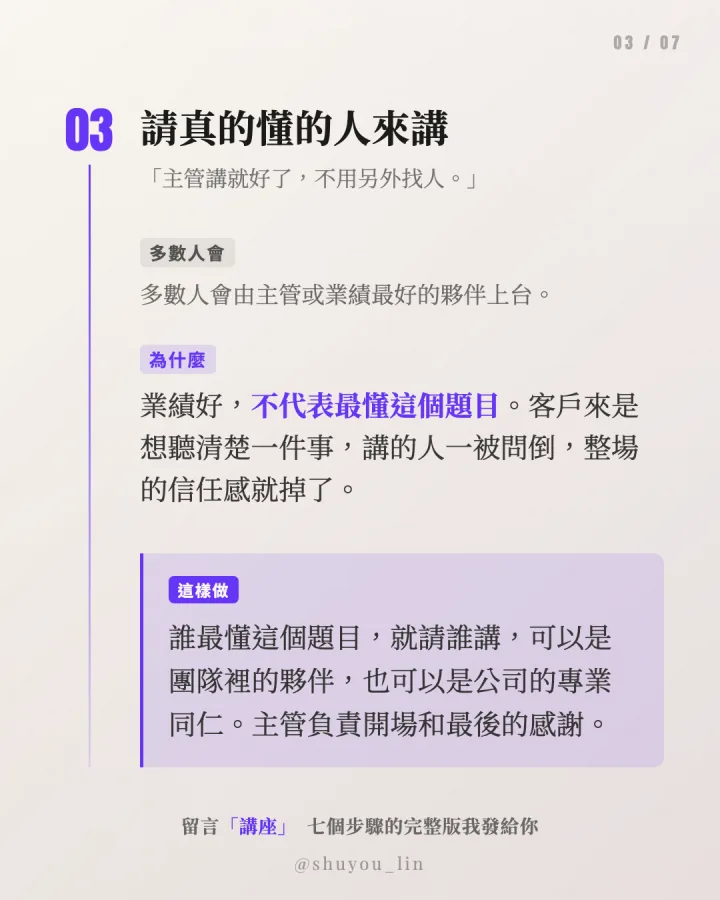 03 / 07
03 請真的懂的人來講
「主管講就好了，不用另外找人。」
多數人會
多數人會由主管或業績最好的夥伴上台。
為什麼
業績好，不代表最懂這個題目。客戶來是
想聽清楚一件事，講的人一被問倒，整場
的信任感就掉了。
這樣做
誰最懂這個題目，就請誰講，可以是
團隊裡的夥伴，也可以是公司的專業
同仁。主管負責開場和最後的感謝。
留言「講座」 七個步驟的完整版我發給你
@shuyou_lin